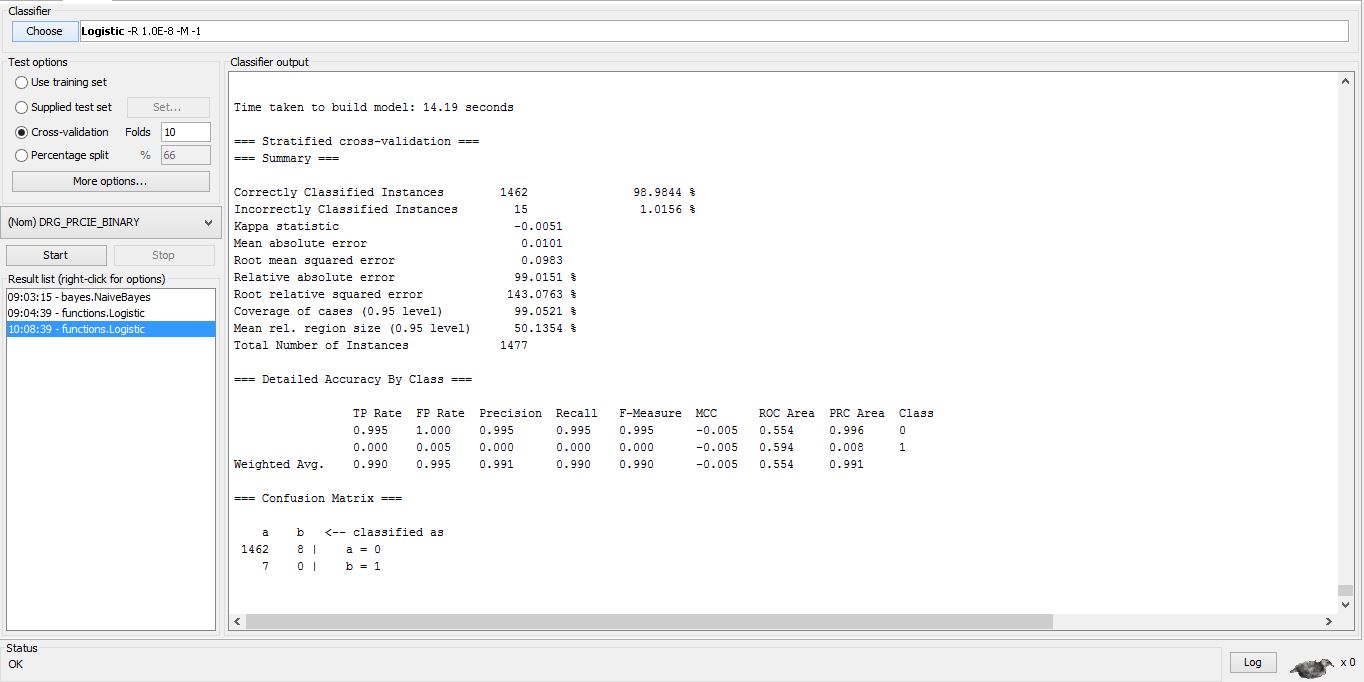 Classifier
Choose Logistic -R 1.0E-8 -M -1
Test options
Use training set
Supplied test set Set...
Cross-validation Folds 10
Percentage split % 66
More options...
(Nom) DRG_PRCIE_BINARY
Start Stop
Result list (right-click for options)
09:03:15 - bayes.NaiveBayes
09:04:39 - functions.Logistic
10:08:39 - functions.Logistic
Classifier output
Time taken to build model: 14.19 seconds
=== Stratified cross-validation ===
=== Summary ===
Correctly Classified Instances 1462 98.9844 %
Incorrectly Classified Instances 15 1.0156 %
Kappa statistic -0.0051
Mean absolute error 0.0101
Root mean squared error 0.0983
Relative absolute error 99.0151 %
Root relative squared error 143.0763 %
Coverage of cases (0.95 level) 99.0521 %
Mean rel. region size (0.95 level) 50.1354 %
Total Number of Instances 1477
=== Detailed Accuracy By Class ===
TP Rate FP Rate Precision Recall F-Measure MCC ROC Area PRC Area Class
0.995 1.000 0.995 0.995 0.995 -0.005 0.554 0.996 0
0.000 0.005 0.000 0.000 0.000 -0.005 0.594 0.008 1
Weighted Avg. 0.990 0.995 0.991 0.990 0.990 -0.005 0.554 0.991
=== Confusion Matrix ===
a b <-- classified as
1462 8 | a = 0
7 0 | b = 1
Status
OK
Log x 0